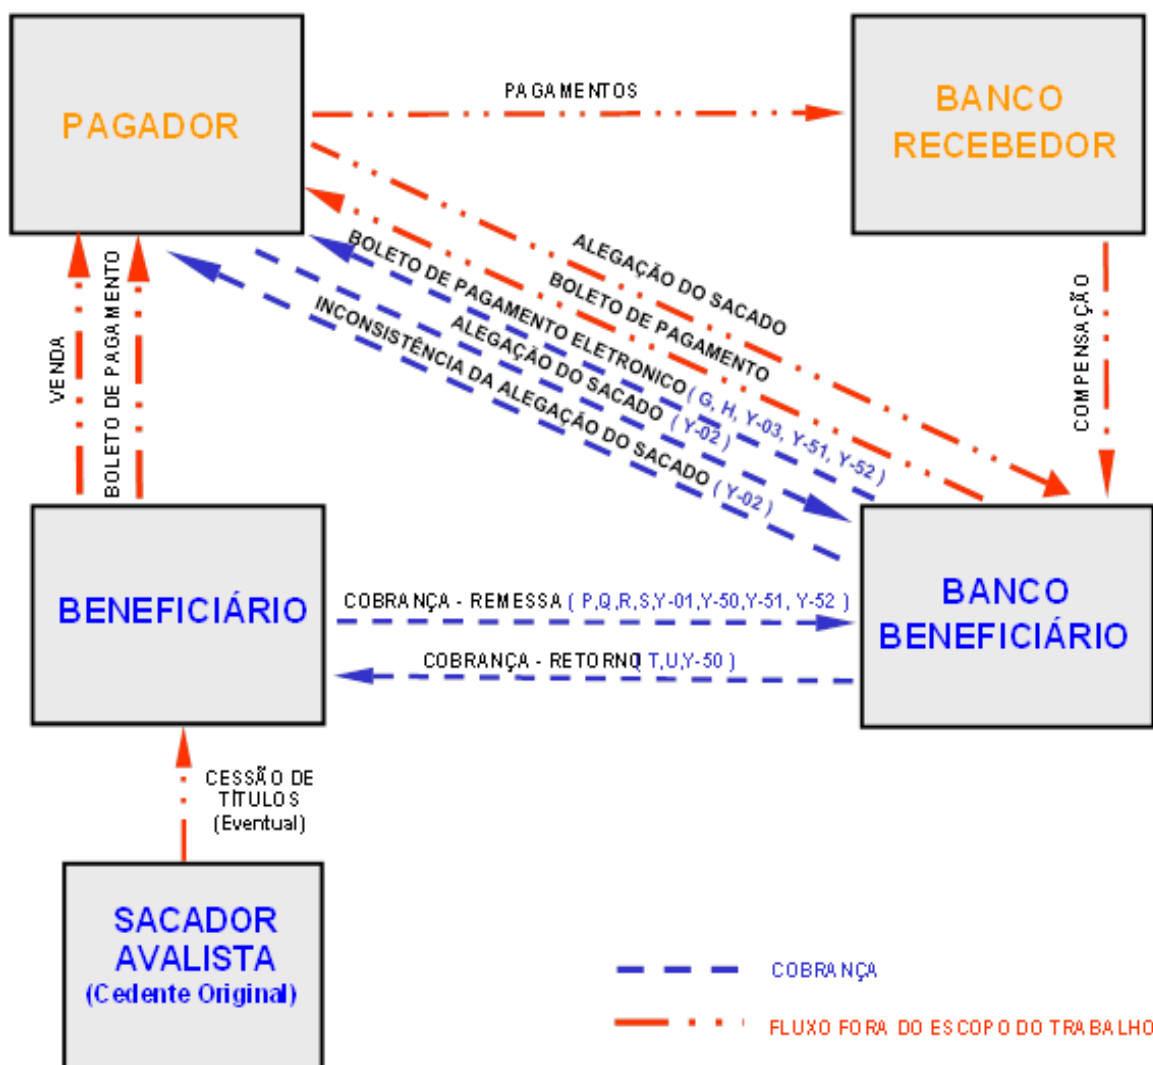 PAGAMENTOS
PAGADOR
BANCO
RECEBEDOR
ALEGAÇÃO DO SACADO
BOLETO DE PAGAMENTO
BOLETO DE PAGAMENTO ELETRONICO ( G, H, Y-03, Y-51, Y-52 )
ALEGAÇÃO DO SACADO ( Y-02 )
INCONSISTÊNCIA DA ALEGAÇÃO DO SACADO ( Y-02 )
COMPENSAÇÃO
VENDA
BOLETO DE PAGAMENTO
BENEFICIÁRIO
COBRANÇA - REMESSA ( P,Q,R,S,Y-01,Y-50,Y-51, Y-52 )
COBRANÇA - RETORNO ( T,U,Y-50 )
BANCO
BENEFICIÁRIO
CESSÃO DE
TÍTULOS
(Eventual)
SACADOR
AVALISTA
(Cedente Original)
COBRANÇA
FLUXO FORA DO ESCOPO DO TRABALHO